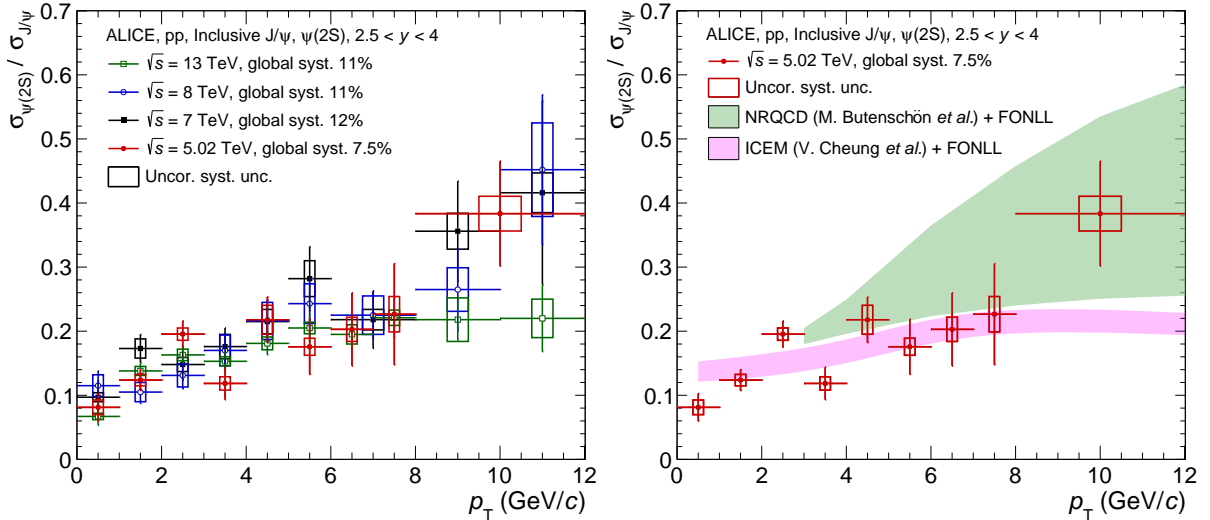 σψ(2S) / σJ/ψ
0.7
0.6
0.5
0.4
0.3
0.2
0.1
0
ALICE, pp, Inclusive J/ψ, ψ(2S), 2.5 < y < 4
√s = 13 TeV, global syst. 11%
√s = 8 TeV, global syst. 11%
√s = 7 TeV, global syst. 12%
√s = 5.02 TeV, global syst. 7.5%
Uncor. syst. unc.
0 2 4 6 8 10 12
pT (GeV/c)
σψ(2S) / σJ/ψ
0.7
0.6
0.5
0.4
0.3
0.2
0.1
0
ALICE, pp, Inclusive J/ψ, ψ(2S), 2.5 < y < 4
√s = 5.02 TeV, global syst. 7.5%
Uncor. syst. unc.
NRQCD (M. Butenschön et al.) + FONLL
ICEM (V. Cheung et al.) + FONLL
0 2 4 6 8 10 12
pT (GeV/c)